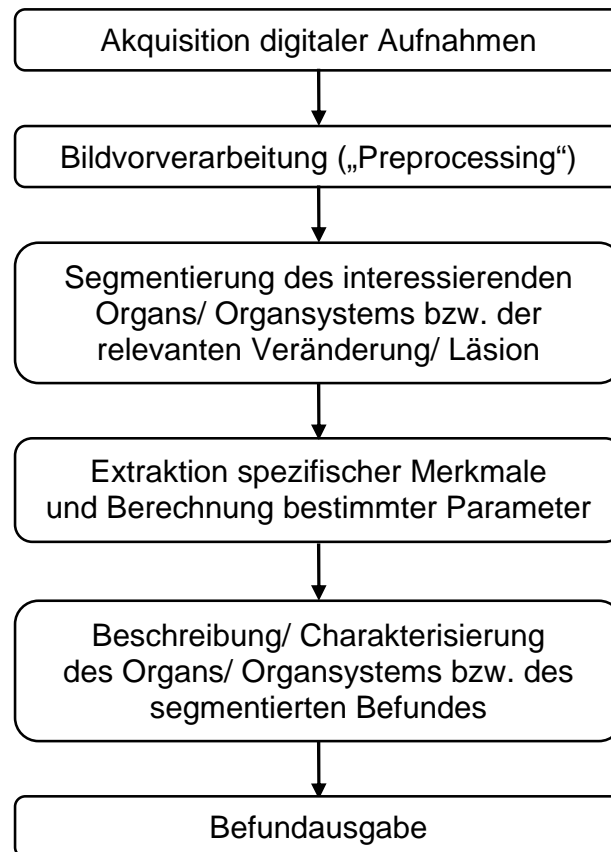 Akquisition digitaler Aufnahmen
Bildvorverarbeitung („Preprocessing“)
Segmentierung des interessierenden
Organs/ Organsystems bzw. der
relevanten Veränderung/ Läsion
Extraktion spezifischer Merkmale
und Berechnung bestimmter Parameter
Beschreibung/ Charakterisierung
des Organs/ Organsystems bzw. des
segmentierten Befundes
Befundausgabe